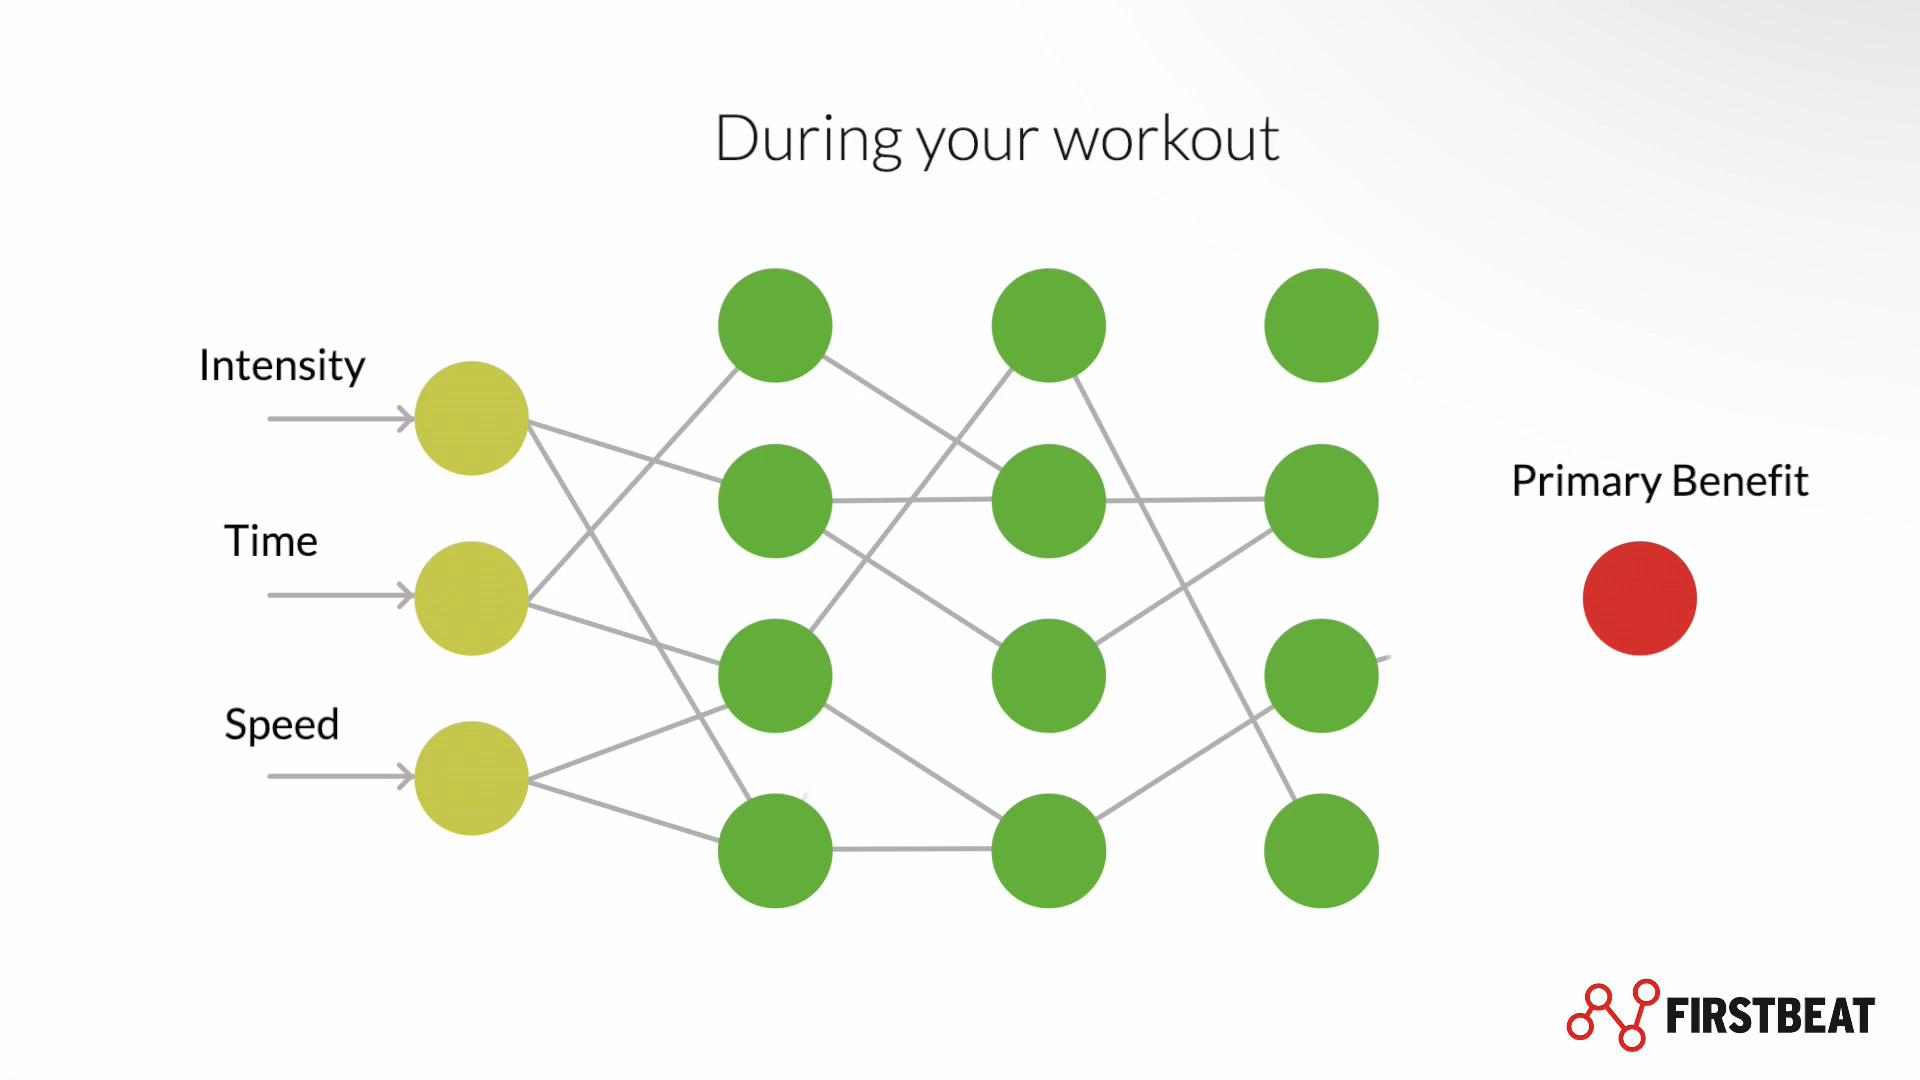 During your workout
Intensity
Time
Speed
Primary Benefit
FIRSTBEAT